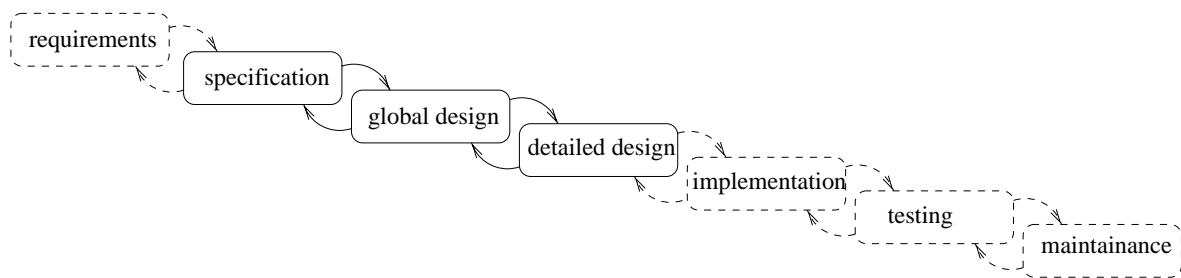 requirements
specification
global design
detailed design
implementation
testing
maintainance